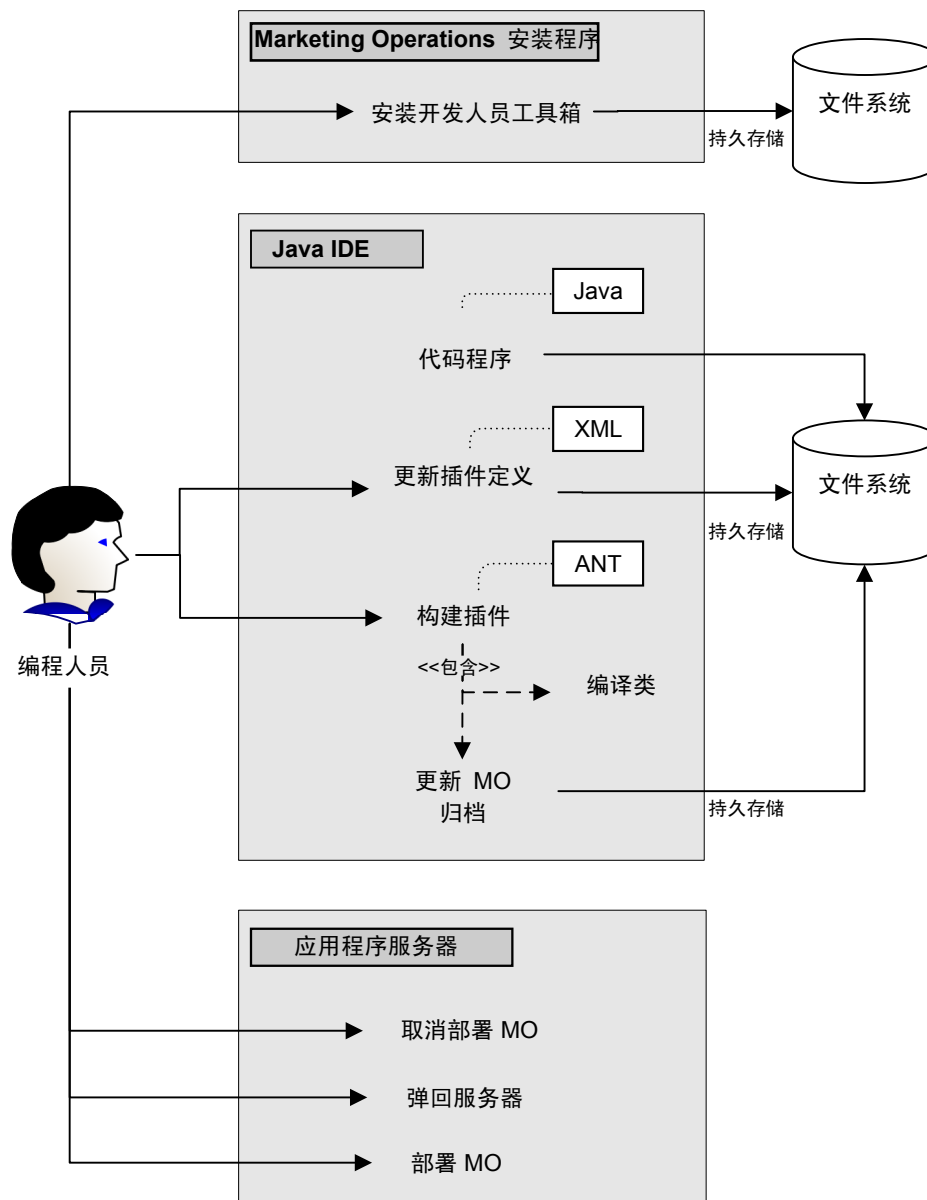 Marketing Operations 安装程序
安装开发人员工具箱
持久存储
文件系统
Java IDE
Java
代码程序
XML
更新插件定义
持久存储
文件系统
ANT
构建插件
<<包含>>
编译类
更新 MO
归档
持久存储
编程人员
应用程序服务器
取消部署 MO
弹回服务器
部署 MO